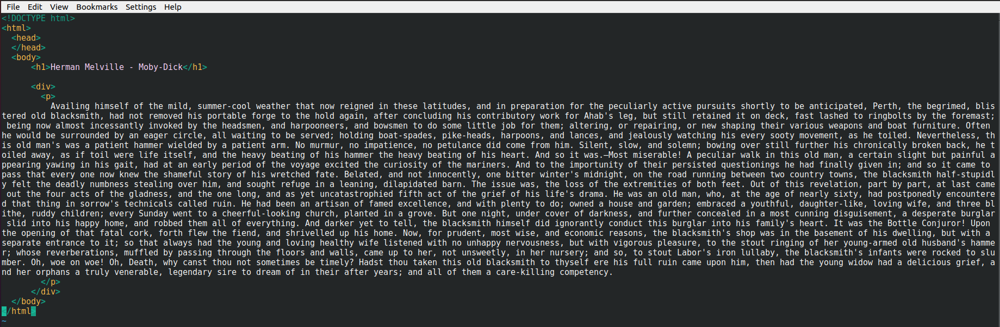 File Edit View Bookmarks Settings Help
<!DOCTYPE html>
<html>
  <head>
  </head>
  <body>
      <h1>Herman Melville - Moby-Dick</h1>

      <div>
        <p>
          Availing himself of the mild, summer-cool weather that now reigned in these latitudes, and in preparation for the peculiarly active pursuits shortly to be anticipated, Perth, the begrimed, blis
tered old blacksmith, had not removed his portable forge to the hold again, after concluding his contributory work for Ahab's leg, but still retained it on deck, fast lashed to ringbolts by the foremast;
 being now almost incessantly invoked by the headsmen, and harpooneers, and bowsmen to do some little job for them; altering, or repairing, or new shaping their various weapons and boat furniture. Often
he would be surrounded by an eager circle, all waiting to be served; holding boat-spades, pike-heads, harpoons, and lances, and jealously watching his every sooty movement, as he toiled. Nevertheless, th
is old man's was a patient hammer wielded by a patient arm. No murmur, no impatience, no petulance did come from him. Silent, slow, and solemn; bowing over still further his chronically broken back, he t
oiled away, as if toil were life itself, and the heavy beating of his hammer the heavy beating of his heart. And so it was.—Most miserable! A peculiar walk in this old man, a certain slight but painful a
ppearing yawing in his gait, had at an early period of the voyage excited the curiosity of the mariners. And to the importunity of their persisted questionings he had finally given in; and so it came to
pass that every one now knew the shameful story of his wretched fate. Belated, and not innocently, one bitter winter's midnight, on the road running between two country towns, the blacksmith half-stupidl
y felt the deadly numbness stealing over him, and sought refuge in a leaning, dilapidated barn. The issue was, the loss of the extremities of both feet. Out of this revelation, part by part, at last came
 out the four acts of the gladness, and the one long, and as yet uncatastrophied fifth act of the grief of his life's drama. He was an old man, who, at the age of nearly sixty, had postponedly encountere
d that thing in sorrow's technicals called ruin. He had been an artisan of famed excellence, and with plenty to do; owned a house and garden; embraced a youthful, daughter-like, loving wife, and three bl
ithe, ruddy children; every Sunday went to a cheerful-looking church, planted in a grove. But one night, under cover of darkness, and further concealed in a most cunning disguisement, a desperate burglar
 slid into his happy home, and robbed them all of everything. And darker yet to tell, the blacksmith himself did ignorantly conduct this burglar into his family's heart. It was the Bottle Conjuror! Upon
the opening of that fatal cork, forth flew the fiend, and shrivelled up his home. Now, for prudent, most wise, and economic reasons, the blacksmith's shop was in the basement of his dwelling, but with a
separate entrance to it; so that always had the young and loving healthy wife listened with no unhappy nervousness, but with vigorous pleasure, to the stout ringing of her young-armed old husband's hamme
r; whose reverberations, muffled by passing through the floors and walls, came up to her, not unsweetly, in her nursery; and so, to stout Labor's iron lullaby, the blacksmith's infants were rocked to slu
mber. Oh, woe on woe! Oh, Death, why canst thou not sometimes be timely? Hadst thou taken this old blacksmith to thyself ere his full ruin came upon him, then had the young widow had a delicious grief, a
nd her orphans a truly venerable, legendary sire to dream of in their after years; and all of them a care-killing competency.
        </p>
      </div>
  </body>
</html>
~